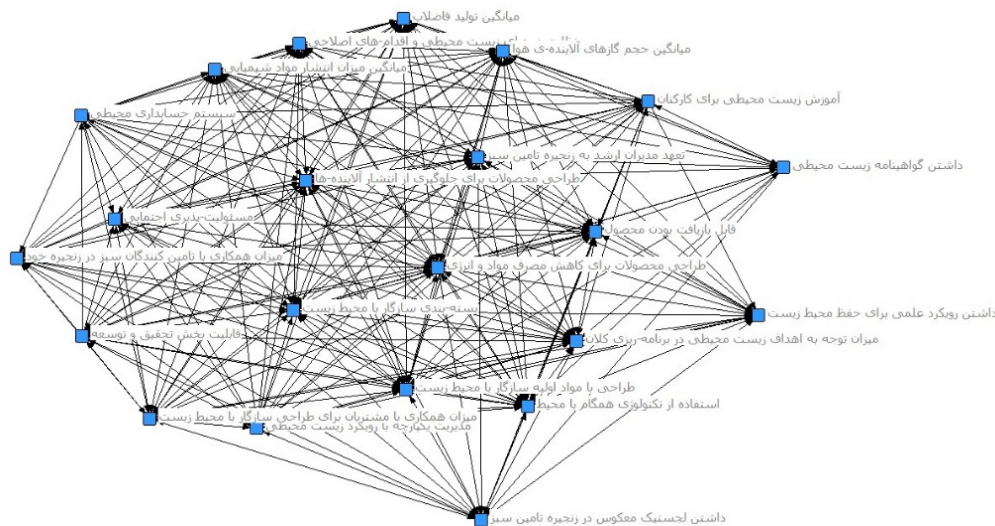 میانگین تولید فاضلاب
زیست محیطی و اقدام-های اصلاحی
میانگین حجم گازهای آلاینده-ی هوا
میانگین میزان انتشار مواد شیمیایی
آموزش زیست محیطی برای کارکنان
سیستم حسابداری محیطی
تعهد مدیران ارشد به زنجیره تامین سبز
داشتن گواهینامه زیست محیطی
طراحی محصولات برای جلوگیری از انتشار آلاینده-ها
مسئولیت-پذیری اجتماعی
قابل بازیافت بودن محصول
میزان همکاری با تامین کنندگان سبز در زنجیره خود
طراحی محصولات برای کاهش مصرف مواد و انرژی
بسته-بندی سازگار با محیط زیست
داشتن رویکرد علمی برای حفظ محیط زیست
قابلیت بخش تحقیق و توسعه
میزان توجه به اهداف زیست محیطی در برنامه-ریزی کلان
طراحی با مواد اولیه سازگار با محیط زیست
استفاده از تکنولوژی همگام با محیط
میزان همکاری با مشتریان برای طراحی سازگار با محیط زیست
مدیریت یکپارچه با رویکرد زیست محیطی
داشتن لجستیک معکوس در زنجیره تامین سبز